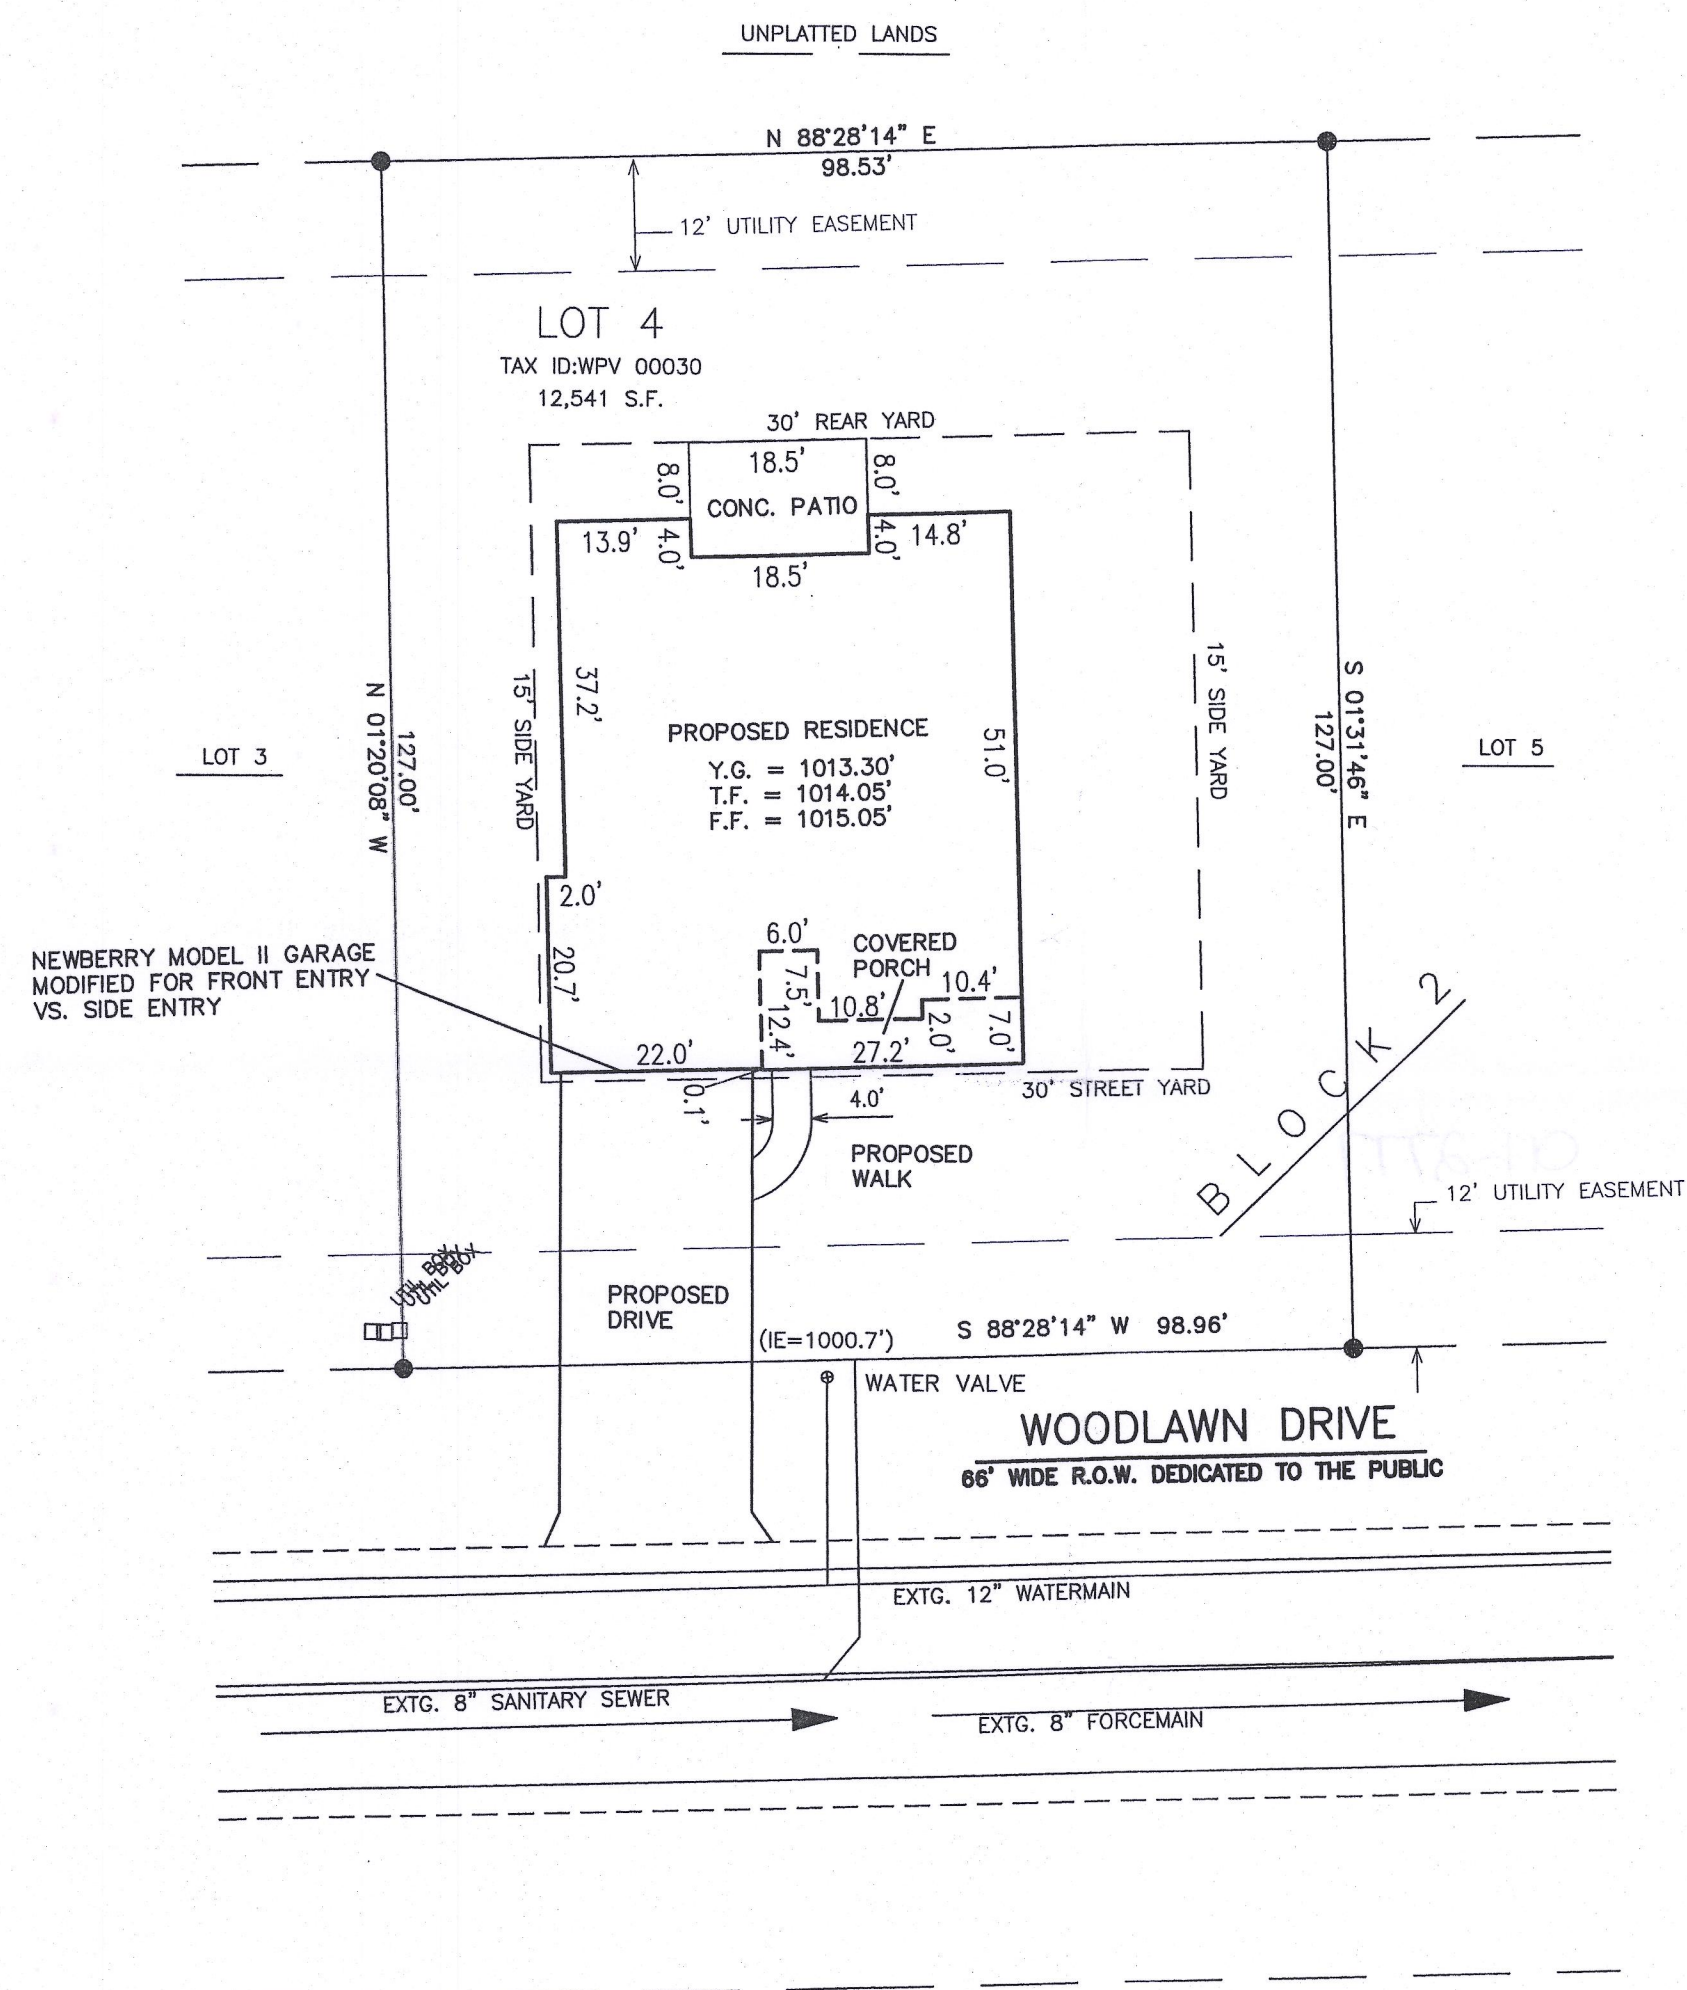 UNPLATTED LANDS
N 88°28'14" E
98.53'
12' UTILITY EASEMENT
LOT 4
TAX ID:WPV 00030
12,541 S.F.
30' REAR YARD
8.0'
18.5'
8.0'
CONC. PATIO
13.9'
4.0'
4.0'
14.8'
18.5'
37.2'
15' SIDE YARD
15' SIDE YARD
N 01°20'08" W
127.00'
S 01°31'46" E
127.00'
LOT 3
LOT 5
PROPOSED RESIDENCE
Y.G. = 1013.30'
T.F. = 1014.05'
F.F. = 1015.05'
51.0'
2.0'
NEWBERRY MODEL II GARAGE
MODIFIED FOR FRONT ENTRY
VS. SIDE ENTRY
20.7'
6.0'
COVERED
PORCH
7.5'
10.8'
10.4'
12.4'
2.0'
7.0'
22.0'
27.2'
0.1'
4.0'
30' STREET YARD
PROPOSED
WALK
BLOCK 2
12' UTILITY EASEMENT
UTIL BOX
UTIL BOX
UTIL BOX
PROPOSED
DRIVE
(IE=1000.7')
S 88°28'14" W 98.96'
WATER VALVE
WOODLAWN DRIVE
66' WIDE R.O.W. DEDICATED TO THE PUBLIC
EXTG. 12" WATERMAIN
EXTG. 8" SANITARY SEWER
EXTG. 8" FORCEMAIN